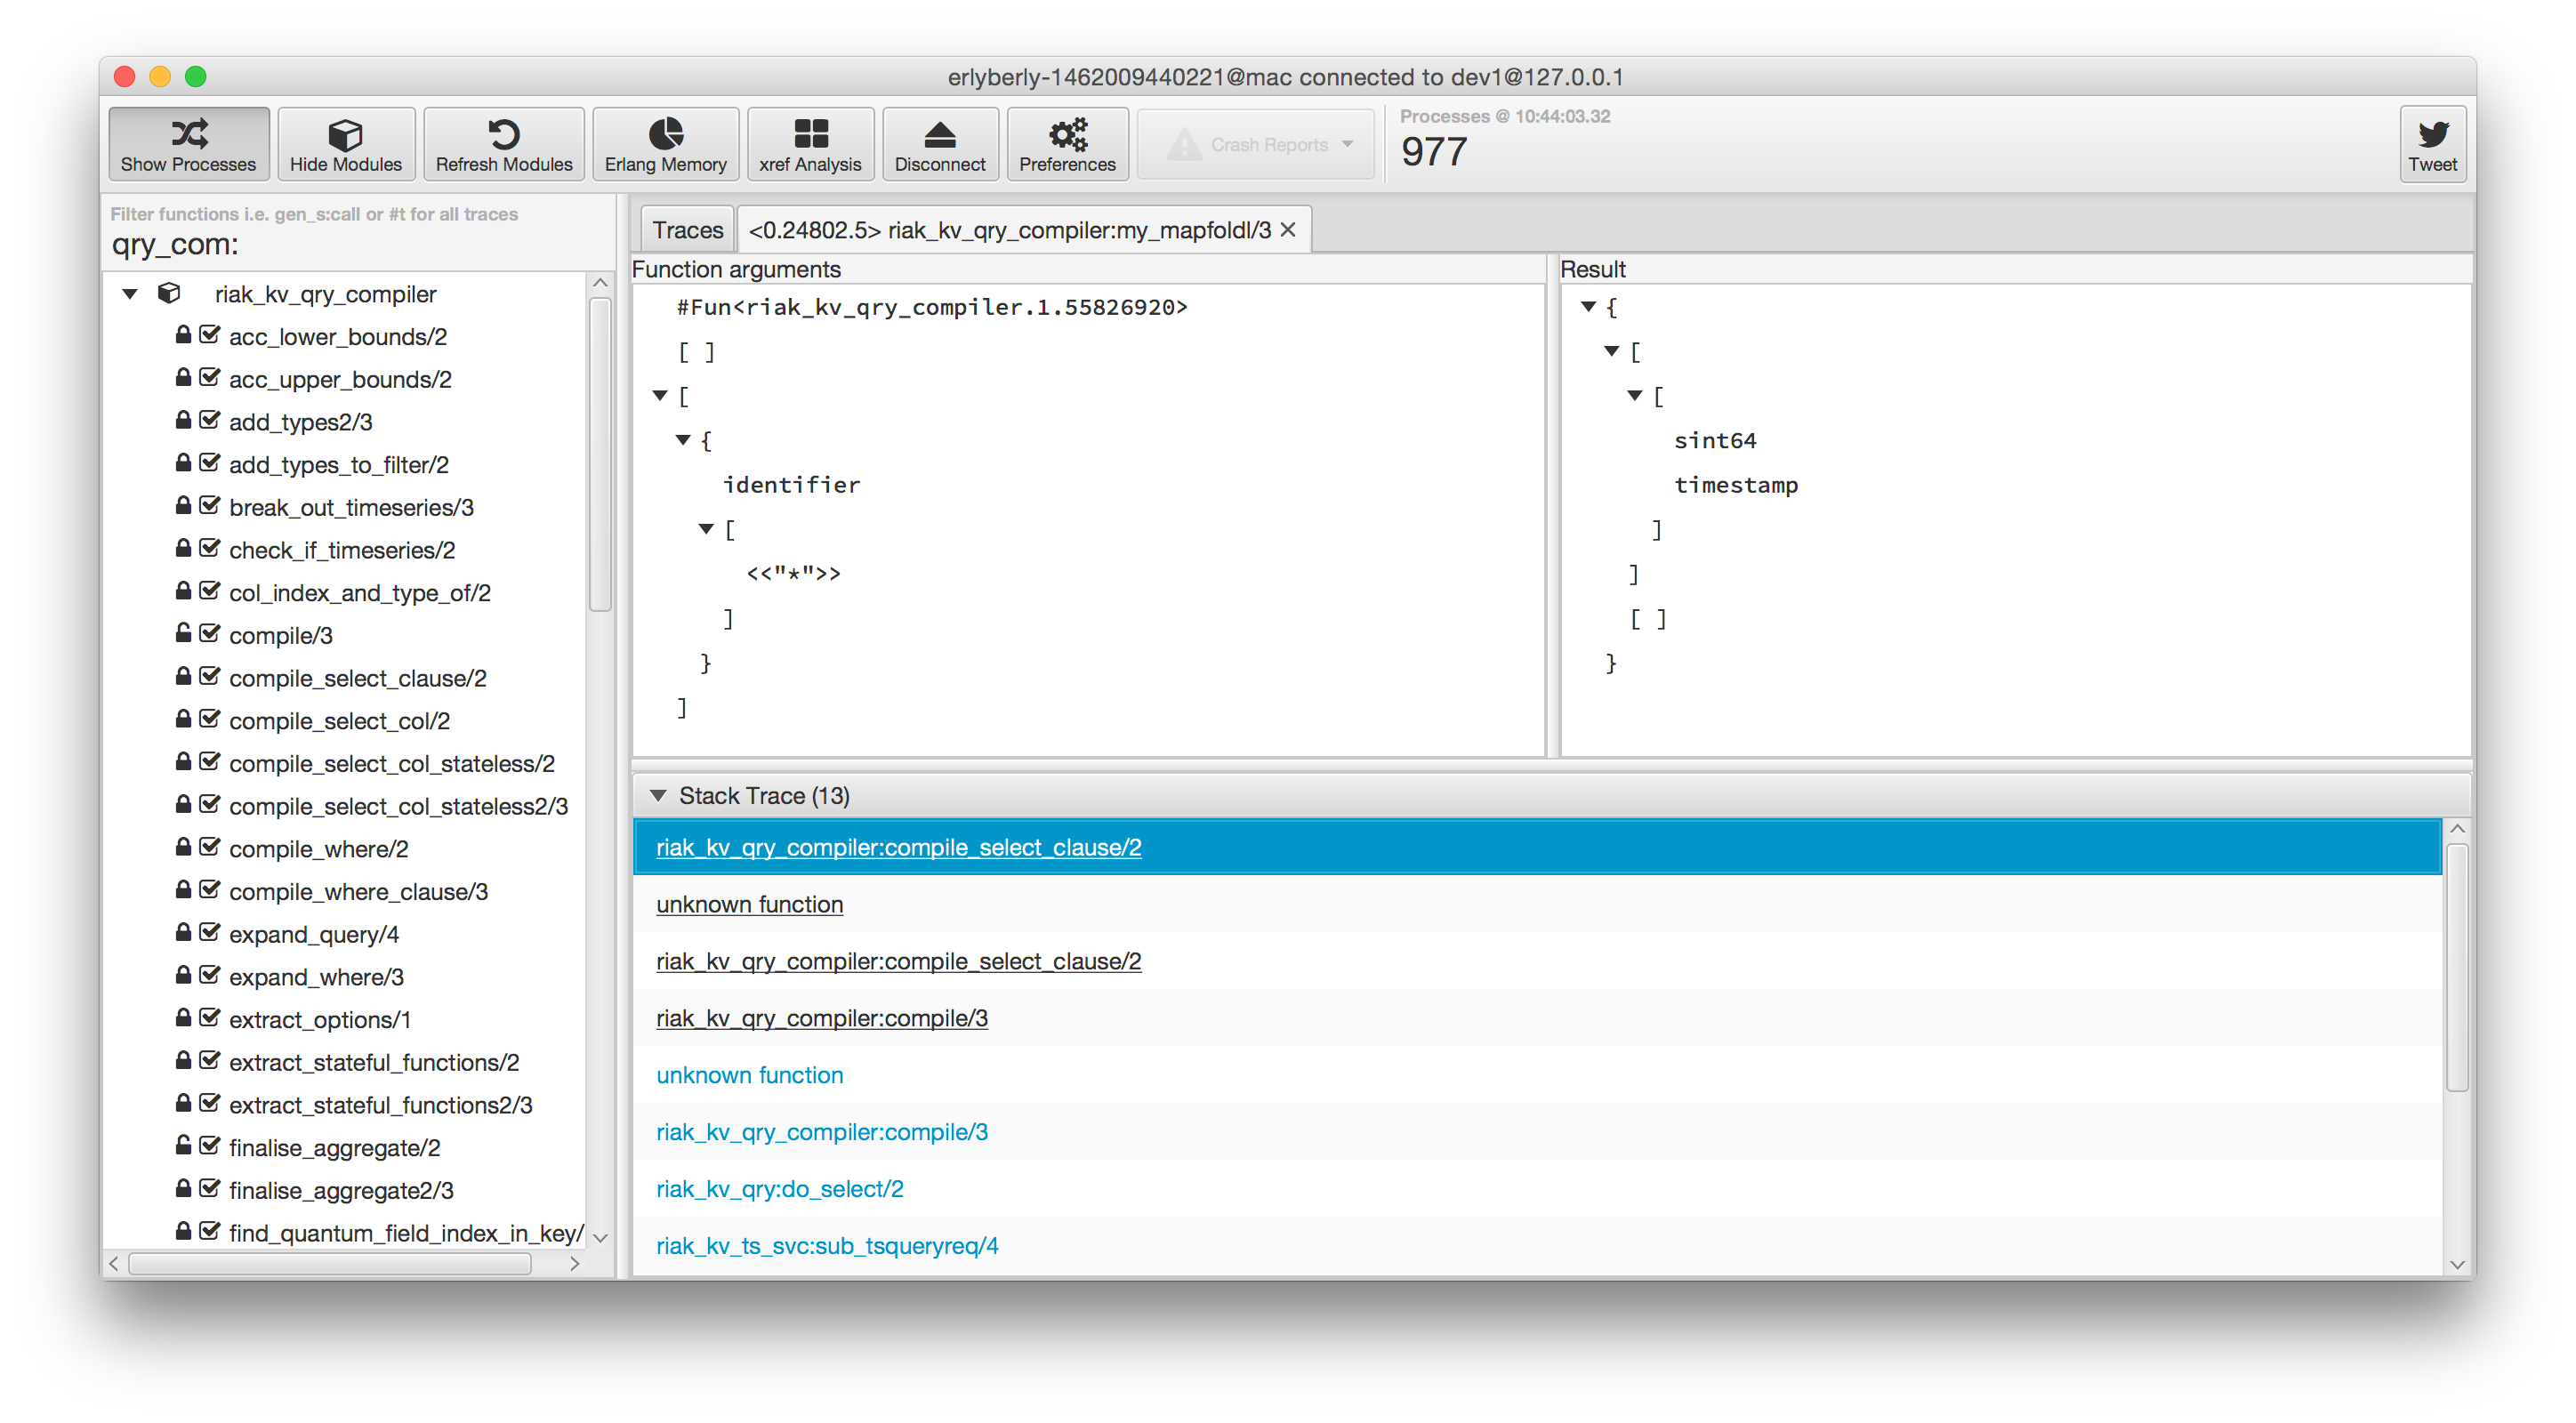 erlyberly-1462009440221@mac connected to dev1@127.0.0.1
Show Processes
Hide Modules
Refresh Modules
Erlang Memory
xref Analysis
Disconnect
Preferences
Crash Reports
Processes @ 10:44:03.32
977
Tweet
Filter functions i.e. gen_s:call or #t for all traces
qry_com:
riak_kv_qry_compiler
acc_lower_bounds/2
acc_upper_bounds/2
add_types2/3
add_types_to_filter/2
break_out_timeseries/3
check_if_timeseries/2
col_index_and_type_of/2
compile/3
compile_select_clause/2
compile_select_col/2
compile_select_col_stateless/2
compile_select_col_stateless2/3
compile_where/2
compile_where_clause/3
expand_query/4
expand_where/3
extract_options/1
extract_stateful_functions/2
extract_stateful_functions2/3
finalise_aggregate/2
finalise_aggregate2/3
find_quantum_field_index_in_key/
Traces
<0.24802.5> riak_kv_qry_compiler:my_mapfoldl/3
Function arguments
#Fun<riak_kv_qry_compiler.1.55826920>
[ ]
[
{
identifier
[
<<"*">>
]
}
]
Result
{
[
[
sint64
timestamp
]
]
[ ]
}
Stack Trace (13)
riak_kv_qry_compiler:compile_select_clause/2
unknown function
riak_kv_qry_compiler:compile_select_clause/2
riak_kv_qry_compiler:compile/3
unknown function
riak_kv_qry_compiler:compile/3
riak_kv_qry:do_select/2
riak_kv_ts_svc:sub_tsqueryreq/4